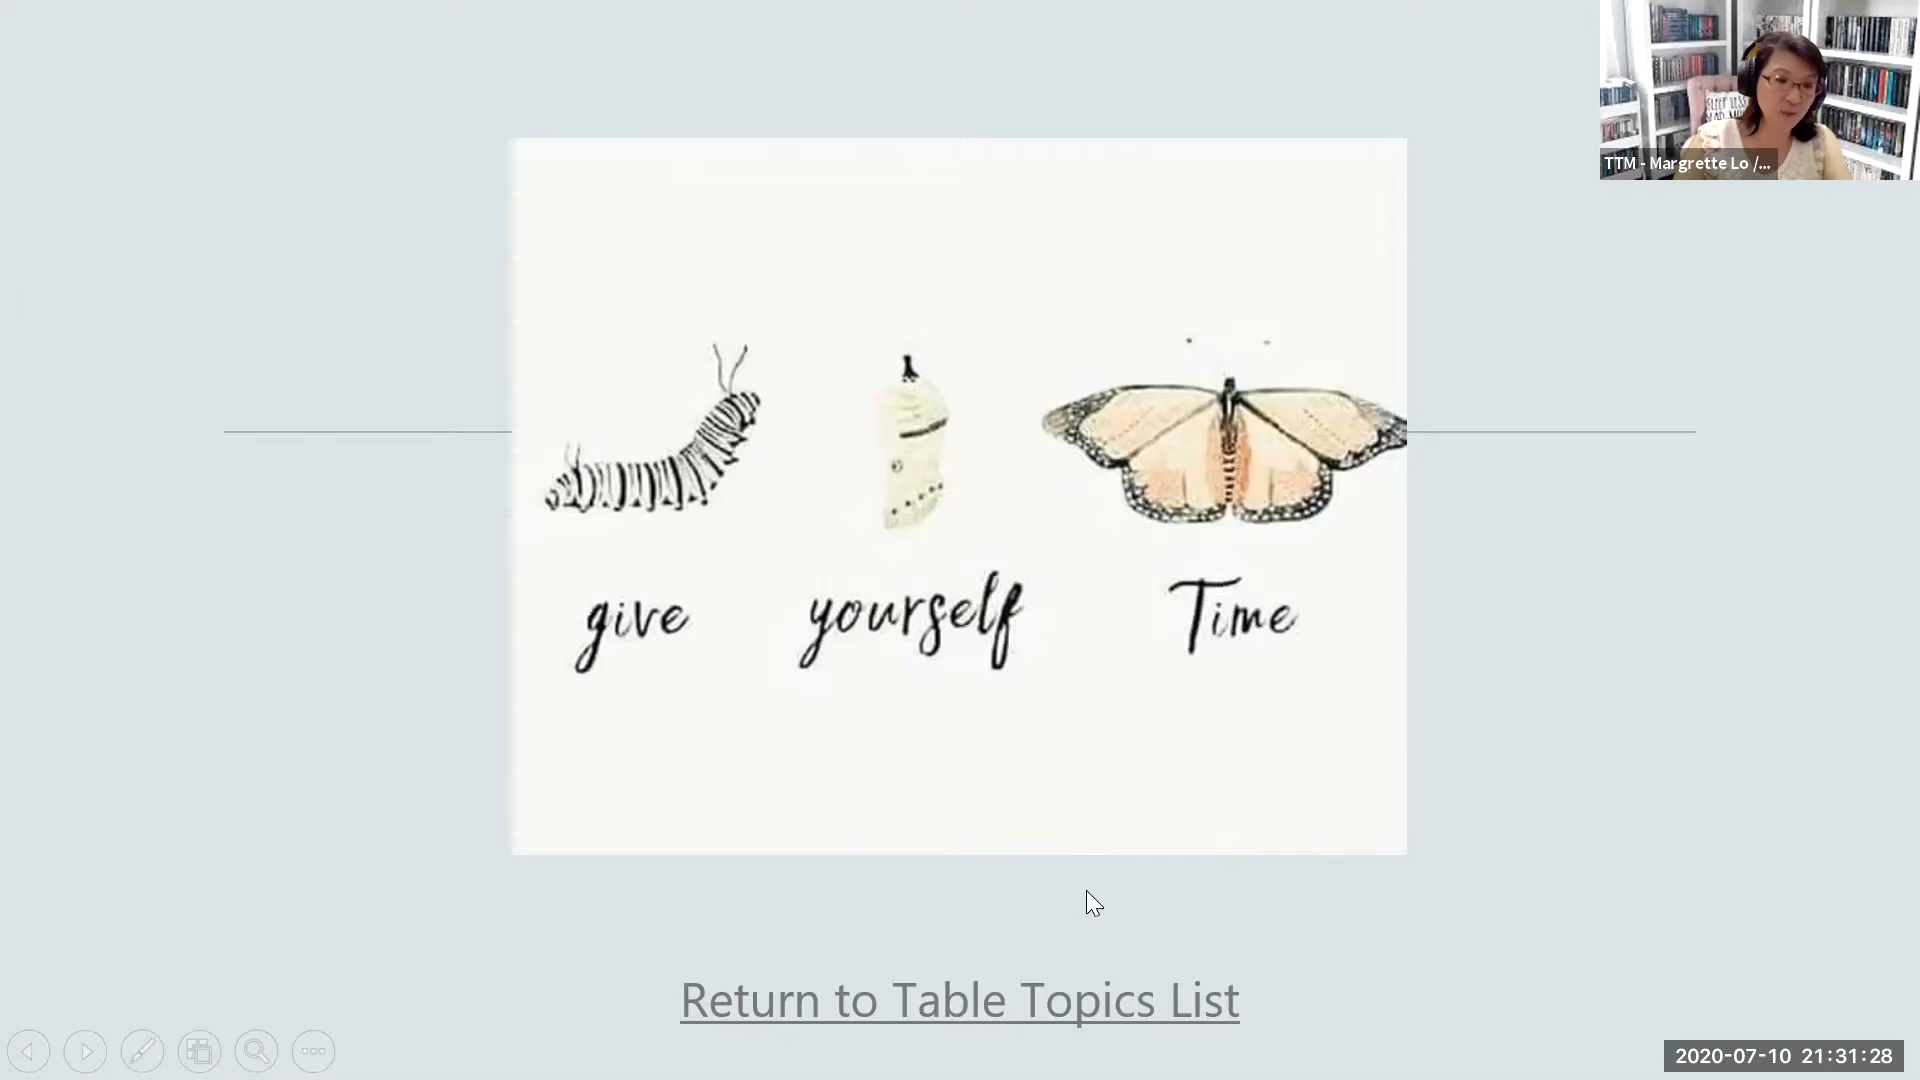 TTM - Margrette Lo /...
give yourself Time
Return to Table Topics List
2020-07-10 21:31:28